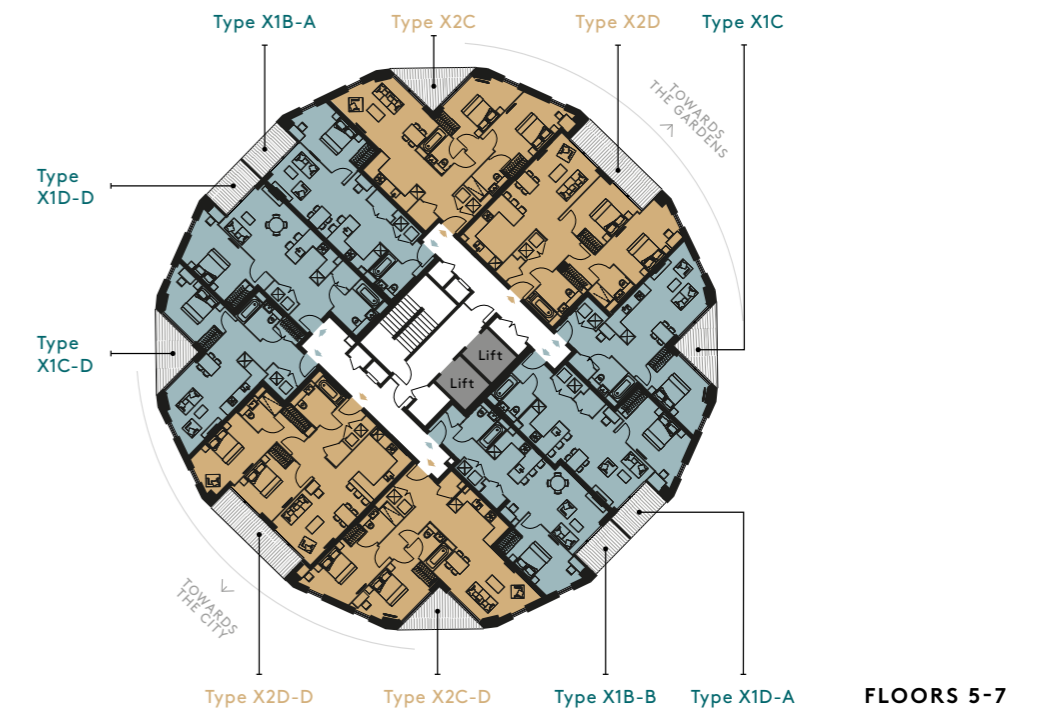 Type X1B-A
Type X2C
Type X2D
Type X1C
TOWARDS
THE GARDENS
Type
X1D-D
Type
X1C-D
Lift
Lift
TOWARDS
THE CITY
Type X2D-D
Type X2C-D
Type X1B-B
Type X1D-A
FLOORS 5-7